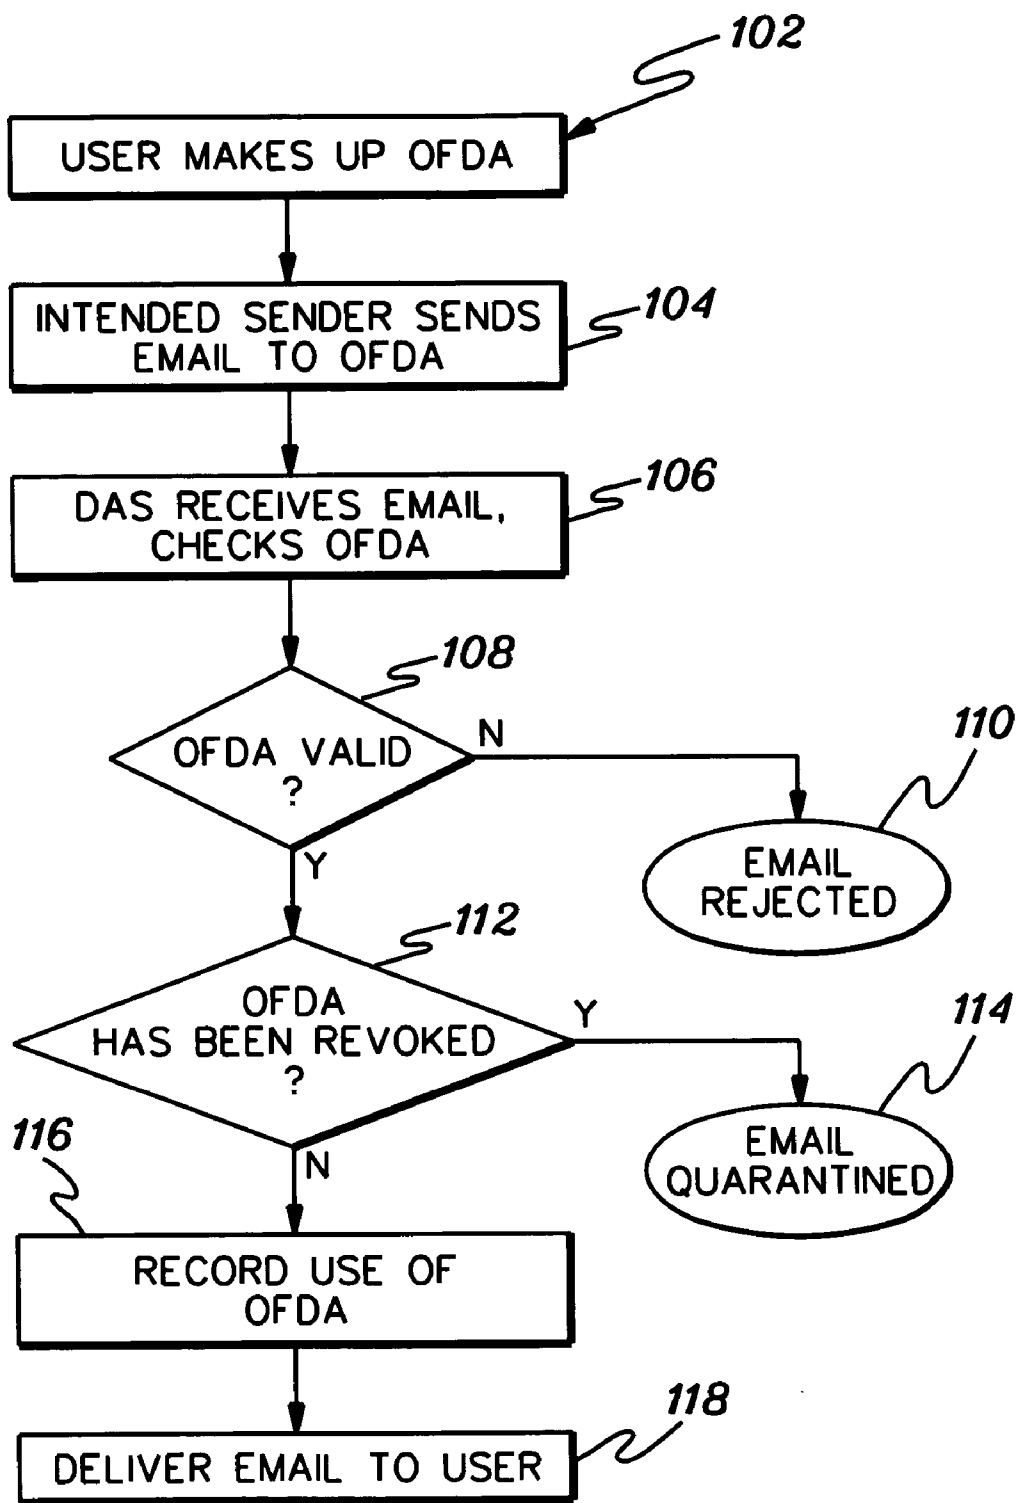 102
USER MAKES UP OFDA
INTENDED SENDER SENDS
EMAIL TO OFDA
104
DAS RECEIVES EMAIL,
CHECKS OFDA
106
108
OFDA VALID
?
N
110
EMAIL
REJECTED
Y
112
OFDA
HAS BEEN REVOKED
?
Y
114
EMAIL
QUARANTINED
N
116
RECORD USE OF
OFDA
118
DELIVER EMAIL TO USER